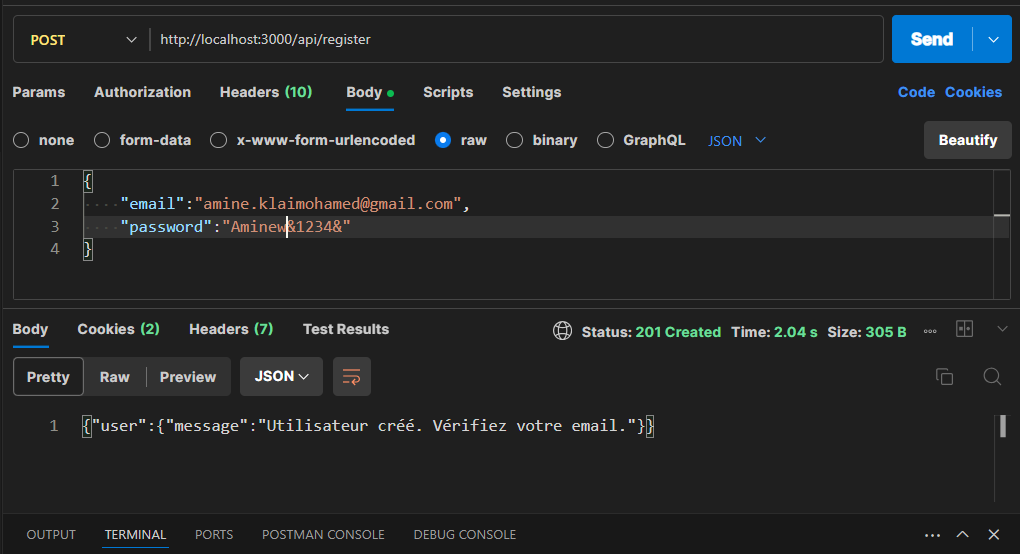 POST http://localhost:3000/api/register Send
Params Authorization Headers (10) Body Scripts Settings Code Cookies
none form-data x-www-form-urlencoded raw binary GraphQL JSON Beautify
1 {
2 "email":"amine.klaimohamed@gmail.com",
3 "password":"Aminew&1234&"
4 }
Body Cookies (2) Headers (7) Test Results Status: 201 Created Time: 2.04 s Size: 305 B
Pretty Raw Preview JSON
1 {"user":{"message":"Utilisateur créé. Vérifiez votre email."}}
OUTPUT TERMINAL PORTS POSTMAN CONSOLE DEBUG CONSOLE